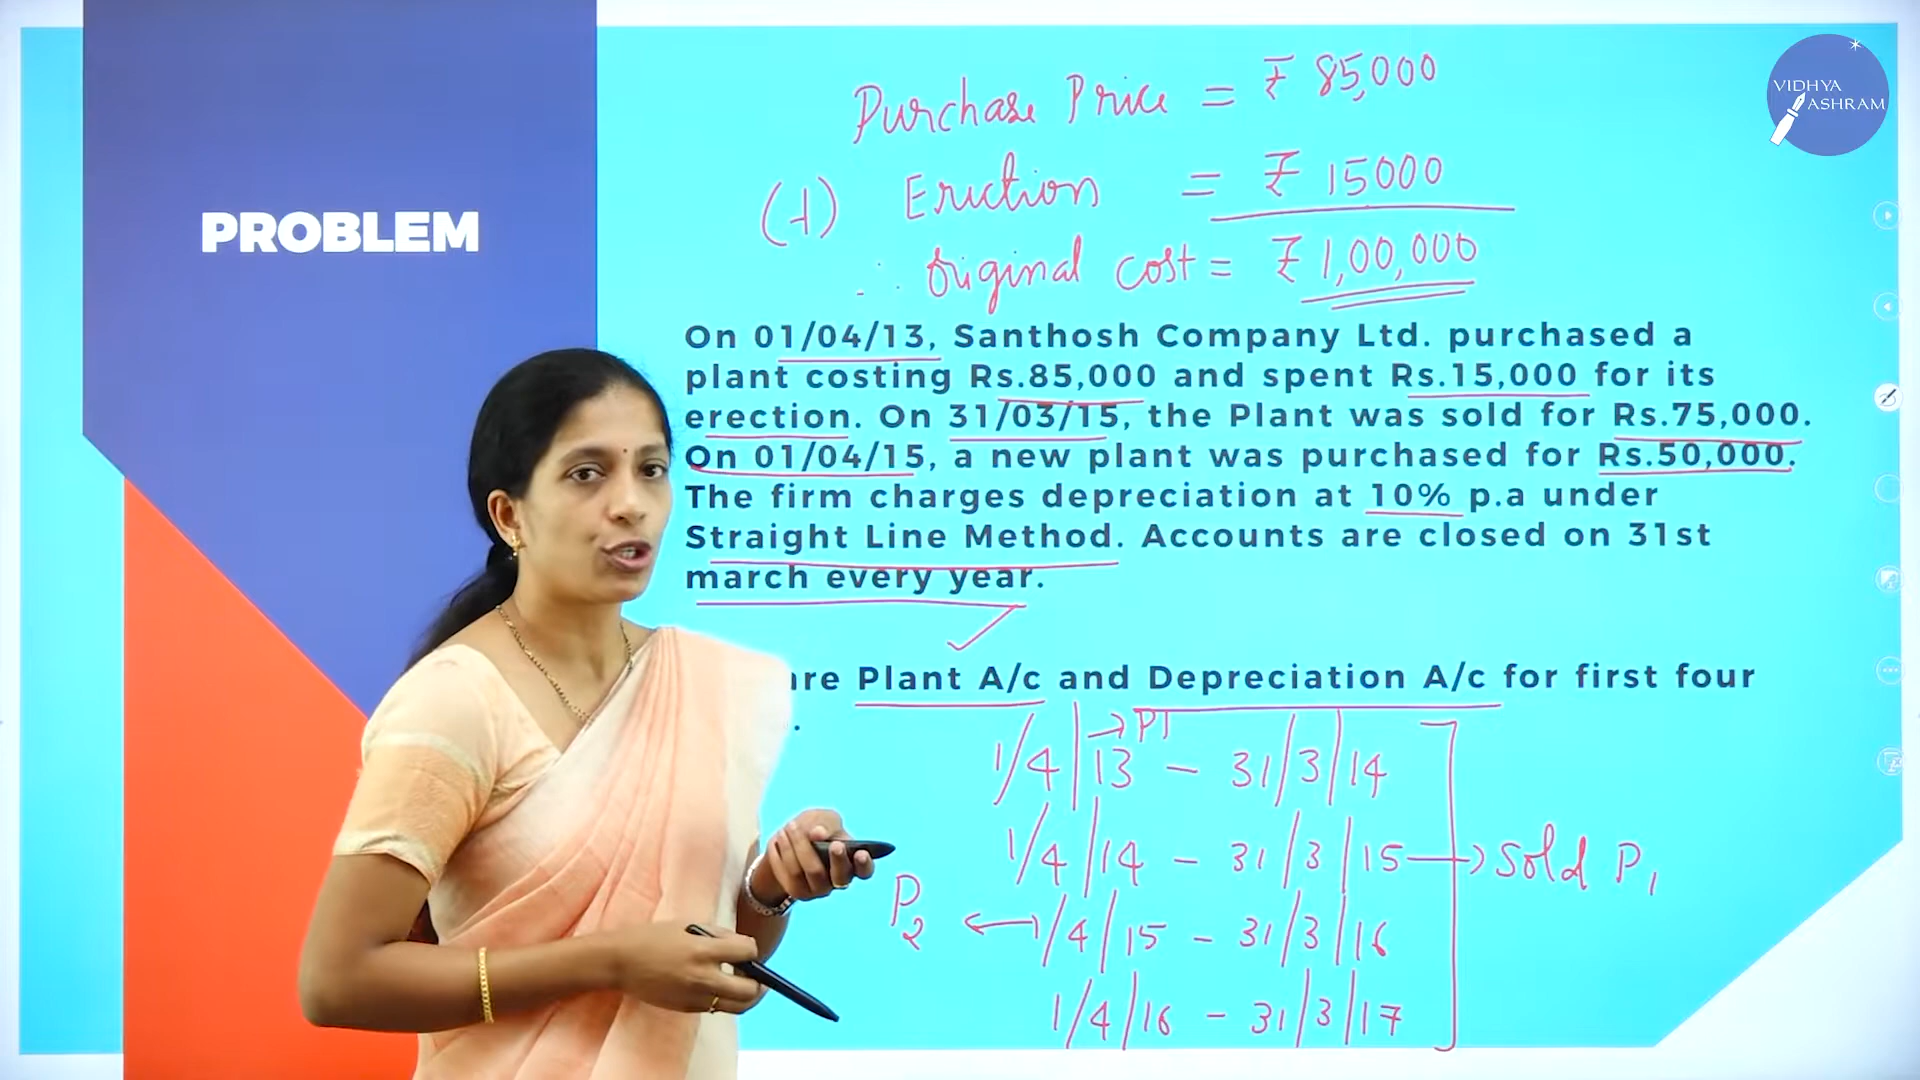 VIDHYA
ASHRAM
PROBLEM
Purchase Price = ₹ 85,000
(+) Eruction = ₹ 15000
∴ Original cost = ₹ 1,00,000
On 01/04/13, Santhosh Company Ltd. purchased a
plant costing Rs.85,000 and spent Rs.15,000 for its
erection. On 31/03/15, the Plant was sold for Rs.75,000.
On 01/04/15, a new plant was purchased for Rs.50,000.
The firm charges depreciation at 10% p.a under
Straight Line Method. Accounts are closed on 31st
march every year.
Plant A/c and Depreciation A/c for first four
→ P1
1/4/13 - 31/3/14
1/4/14 - 31/3/15 → Sold P1
P2 ↔ 1/4/15 - 31/3/16
1/4/16 - 31/3/17